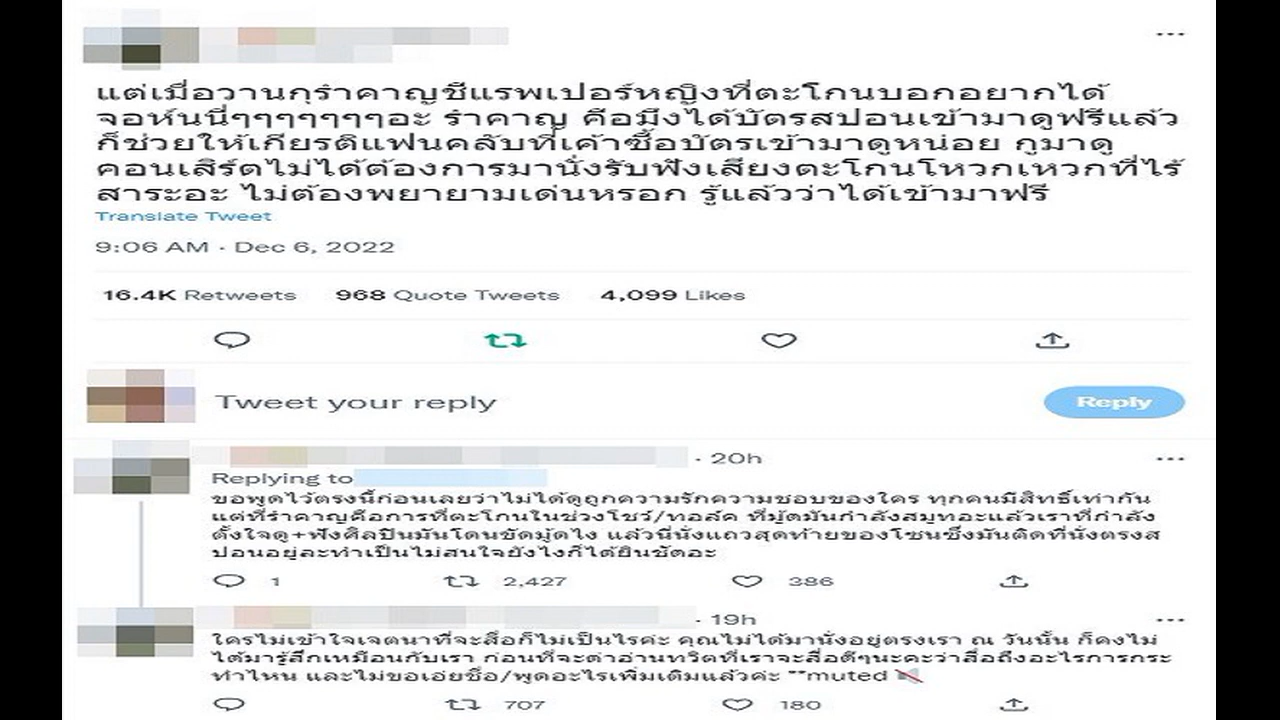 แต่เมื่อวานกุรำคาญชีแรพเปอร์หญิงที่ตะโกนบอกอยากได้
จอห์นนี่ๆๆๆๆๆๆๆอะ รำคาญ คือมึงได้บัตรสปอนเข้ามาดูฟรีแล้ว
ก็ช่วยให้เกียรติแฟนคลับที่เค้าซื้อบัตรเข้ามาดูหน่อย กูมาดู
คอนเสิร์ตไม่ได้ต้องการมานั่งรับฟังเสียงตะโกนโหวกเหวกที่ไร้
สาระอะ ไม่ต้องพยายามเด่นหรอก รู้แล้วว่าได้เข้ามาฟรี
Translate Tweet
9:06 AM · Dec 6, 2022
16.4K Retweets 968 Quote Tweets 4,099 Likes
Tweet your reply
Reply
· 20h
Replying to
ขอพูดไว้ตรงนี้ก่อนเลยว่าไม่ได้ดูถูกความรักความชอบของใคร ทุกคนมีสิทธิ์เท่ากัน
แต่ที่รำคาญคือการที่ตะโกนในช่วงโชว์/ทอล์ค ที่มู้ดมันกำลังสมูทอะแล้วเราที่กำลัง
ตั้งใจดู+ฟังศิลปินมันโดนขัดมู้ดไง แล้วนี่นั่งแถวสุดท้ายของโซนซึ่งมันติดที่นั่งตรงส
ปอนอยู่ละทำเป็นไม่สนใจยังไงก็ได้ยินชัดอะ
1 2,427 386
· 19h
ใครไม่เข้าใจเจตนาที่จะสื่อก็ไม่เป็นไรค่ะ คุณไม่ได้มานั่งอยู่ตรงเรา ณ วันนั้น ก็คงไม่
ได้มารู้สึกเหมือนกับเรา ก่อนที่จะด่าอ่านทวิตที่เราจะสื่อดีๆนะคะว่าสื่อถึงอะไรการกระ
ทำไหน และไม่ขอเอ่ยชื่อ/พูดอะไรเพิ่มเติมแล้วค่ะ **muted
707 180